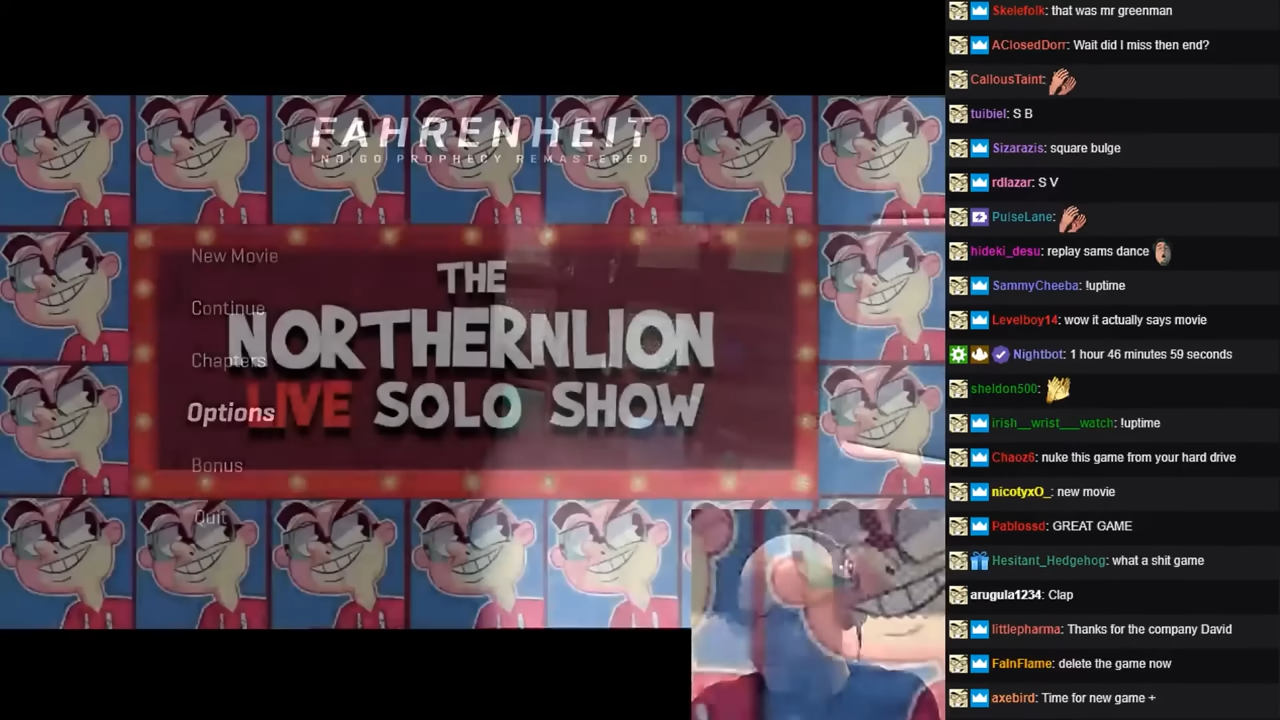 FAHRENHEIT
INDIGO PROPHECY REMASTERED
New Movie
Continue
Chapters
Options
Bonus
Quit
THE
NORTHERNLION
LIVE SOLO SHOW
Skelefolk: that was mr greenman
AClosedDorr: Wait did I miss then end?
CallousTaint:
tuibiel: S B
Sizarazis: square bulge
rdlazar: S V
PulseLane:
hideki_desu: replay sams dance
SammyCheeba: !uptime
Levelboy14: wow it actually says movie
Nightbot: 1 hour 46 minutes 59 seconds
sheldon500:
irish__wrist___watch: !uptime
Chaoz6: nuke this game from your hard drive
nicotyxO_: new movie
Pablossd: GREAT GAME
Hesitant_Hedgehog: what a shit game
arugula1234: Clap
littlepharma: Thanks for the company David
FalnFlame: delete the game now
axebird: Time for new game +